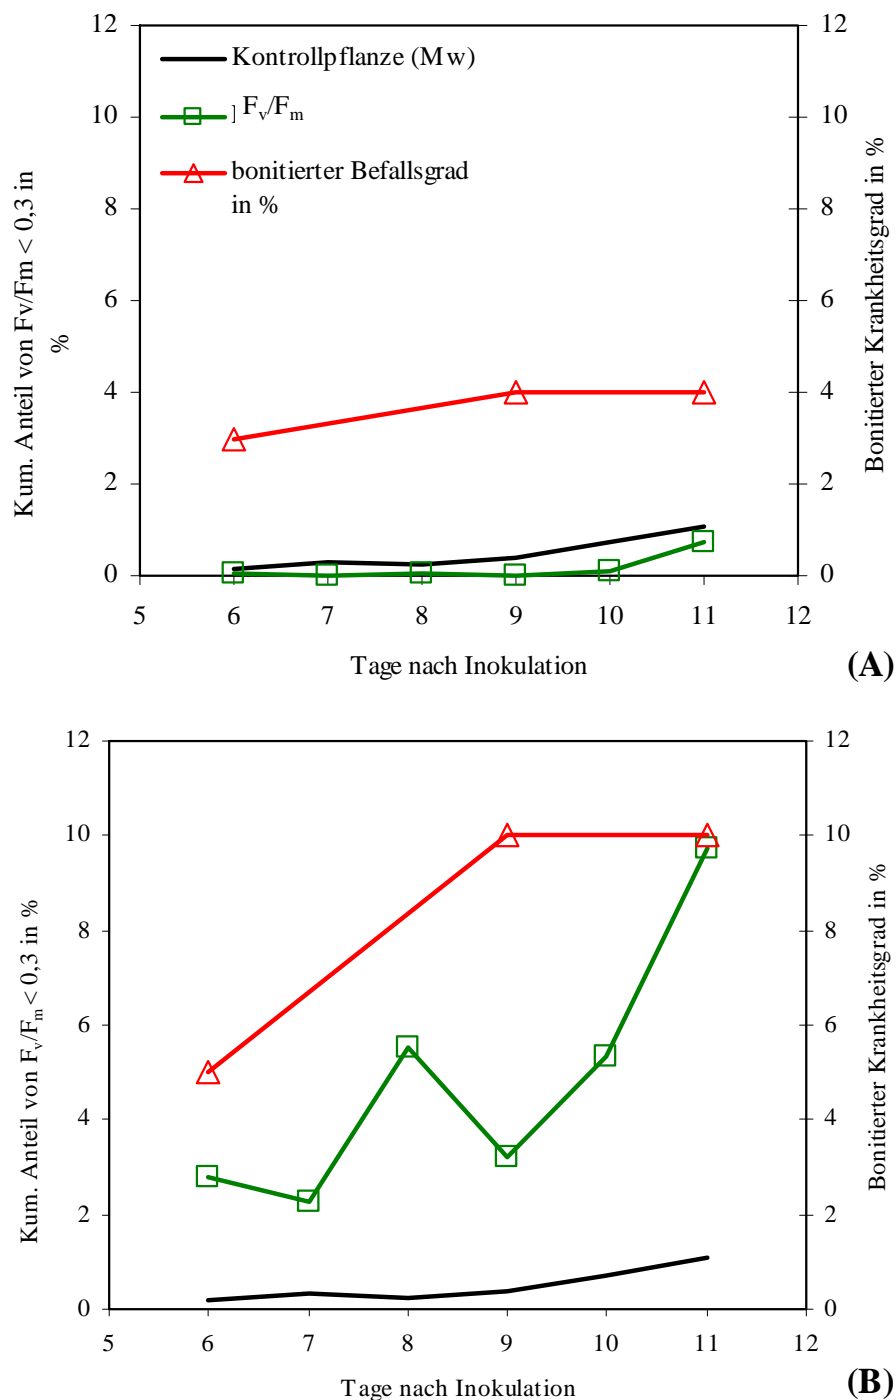 12
12
Kontrollpflanze (Mw)
10
Fv/Fm
10
bonitierter Befallsgrad
in %
8
8
6
6
4
4
2
2
0
0
Kum. Anteil von Fv/Fm < 0,3 in
%
Bonitierter Krankheitsgrad in %
5 6 7 8 9 10 11 12
Tage nach Inokulation
(A)
12
12
10
10
8
8
6
6
4
4
2
2
0
0
Kum. Anteil von Fv/Fm < 0,3 in %
Bonitierter Krankheitsgrad in %
5 6 7 8 9 10 11 12
Tage nach Inokulation
(B)